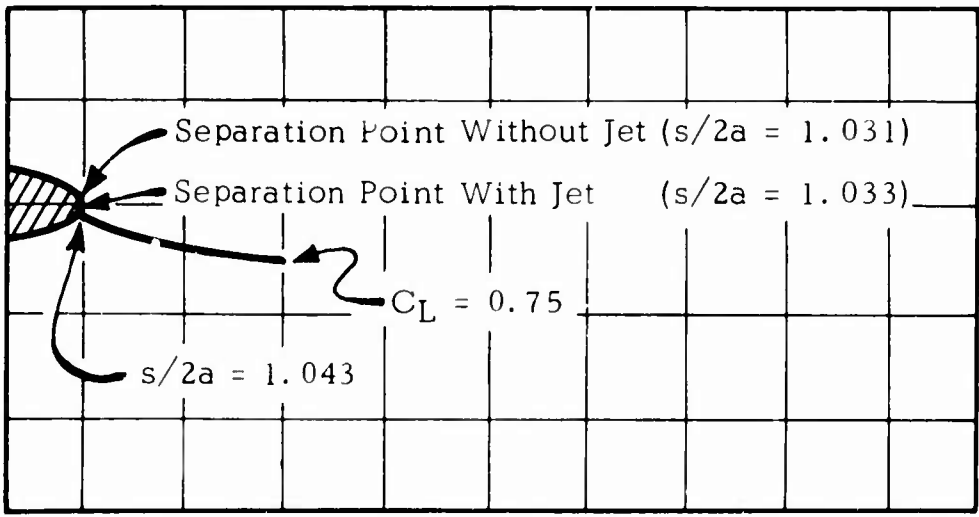 Separation Point Without Jet (s/2a = 1.031)
Separation Point With Jet (s/2a = 1.033)
C_L = 0.75
s/2a = 1.043